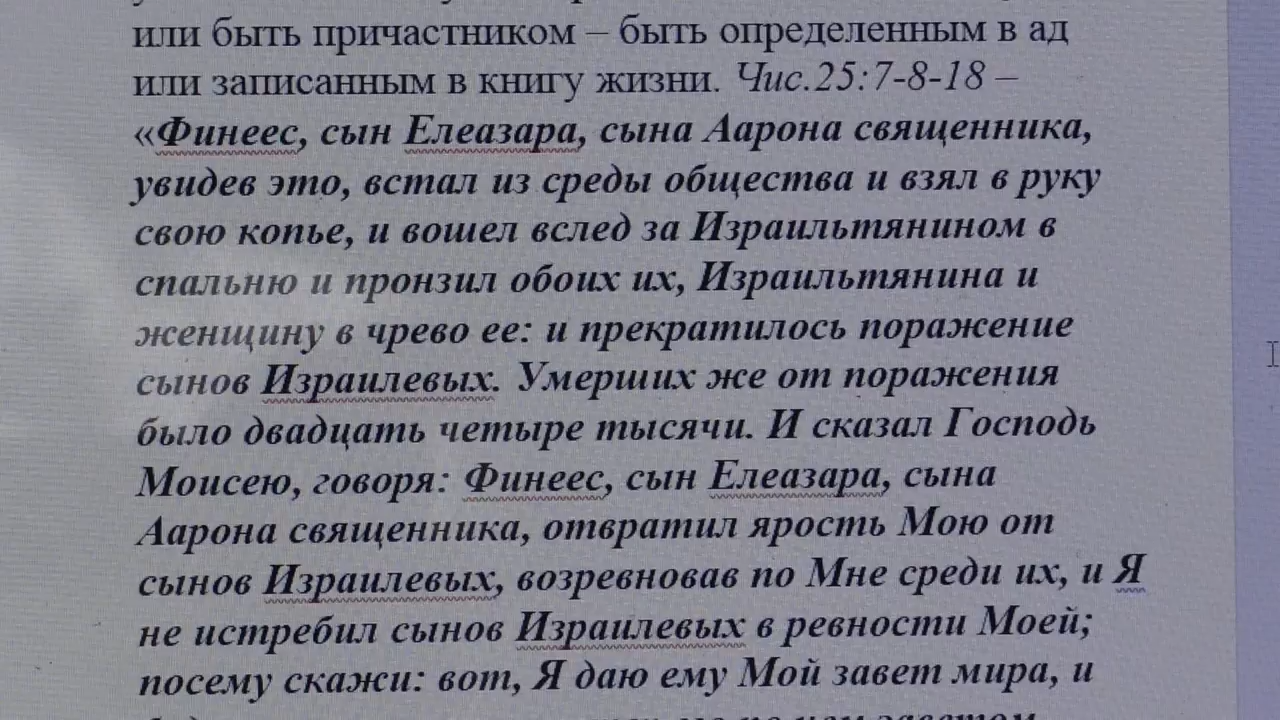 или быть причастником – быть определенным в ад
или записанным в книгу жизни. Чис.25:7-8-18 –
«Финеес, сын Елеазара, сына Аарона священника,
увидев это, встал из среды общества и взял в руку
свою копье, и вошел вслед за Израильтянином в
спальню и пронзил обоих их, Израильтянина и
женщину в чрево ее: и прекратилось поражение
сынов Израилевых. Умерших же от поражения
было двадцать четыре тысячи. И сказал Господь
Моисею, говоря: Финеес, сын Елеазара, сына
Аарона священника, отвратил ярость Мою от
сынов Израилевых, возревновав по Мне среди их, и Я
не истребил сынов Израилевых в ревности Моей;
посему скажи: вот, Я даю ему Мой завет мира, и